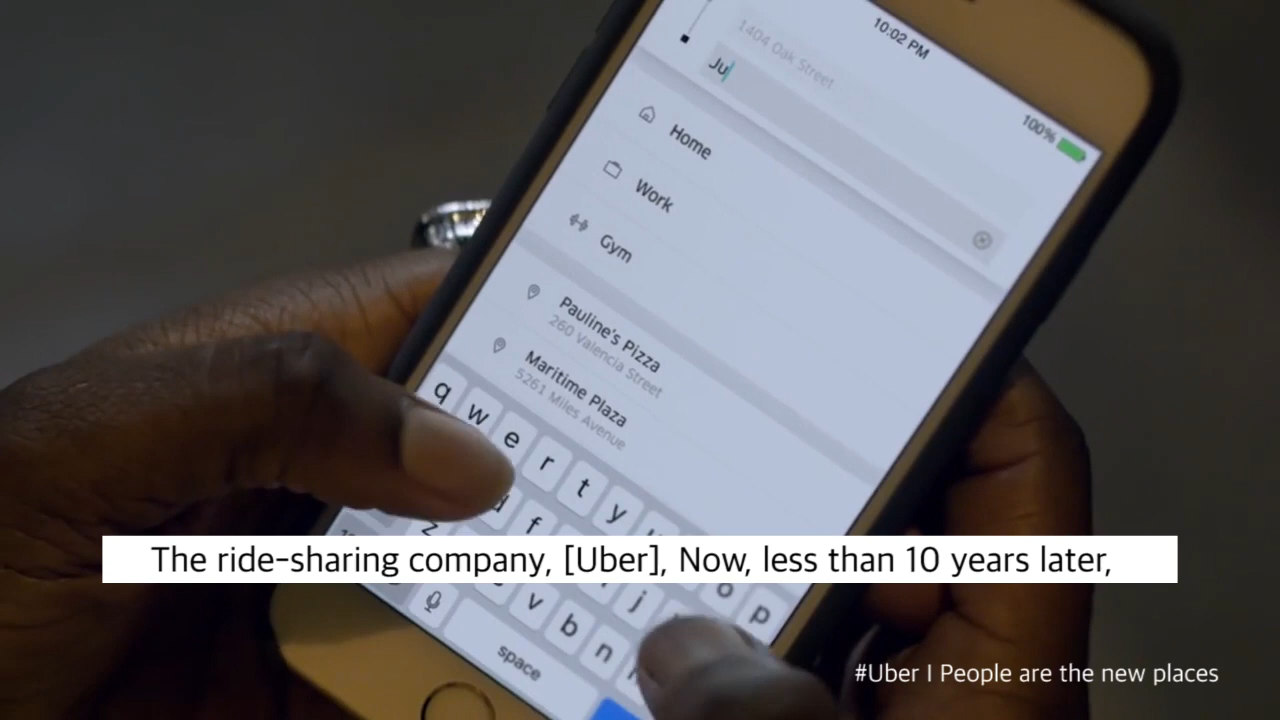 10:02 PM
100%
1404 Oak Street
Ju
Home
Work
Gym
Pauline's Pizza
260 Valencia Street
Maritime Plaza
5261 Miles Avenue
q w e r t y
d f
z
The ride-sharing company, [Uber], Now, less than 10 years later,
o p
j
v b n
space
#Uber I People are the new places